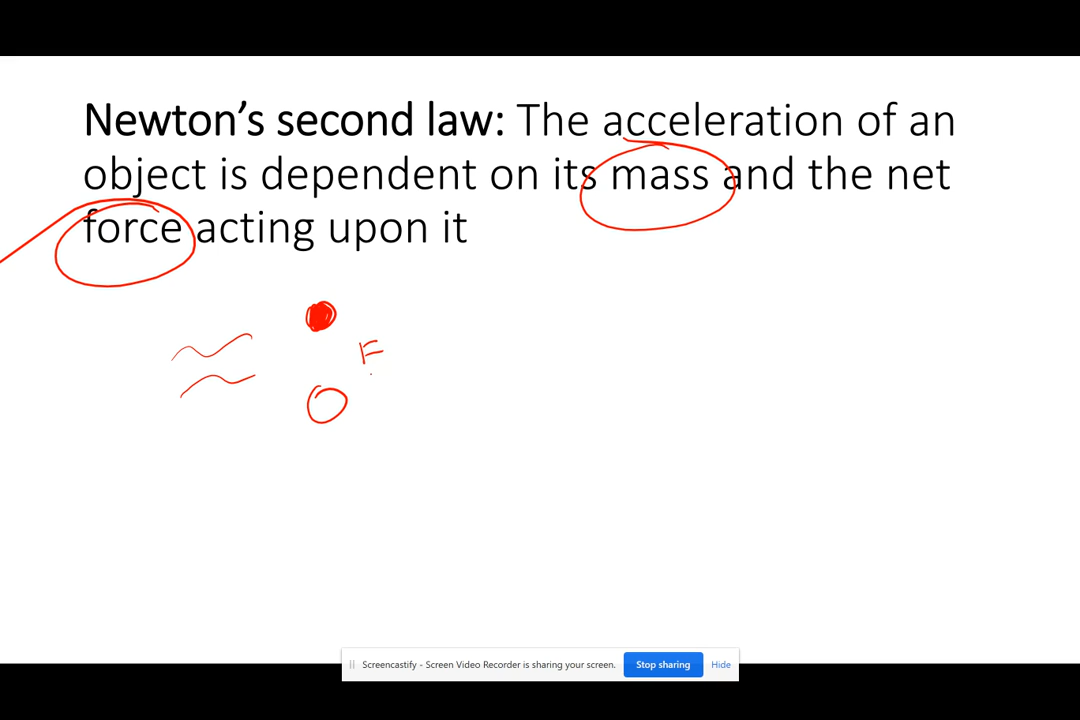 Newton’s second law: The acceleration of an
object is dependent on its mass and the net
force acting upon it
F
Screencastify - Screen Video Recorder is sharing your screen. Stop sharing Hide